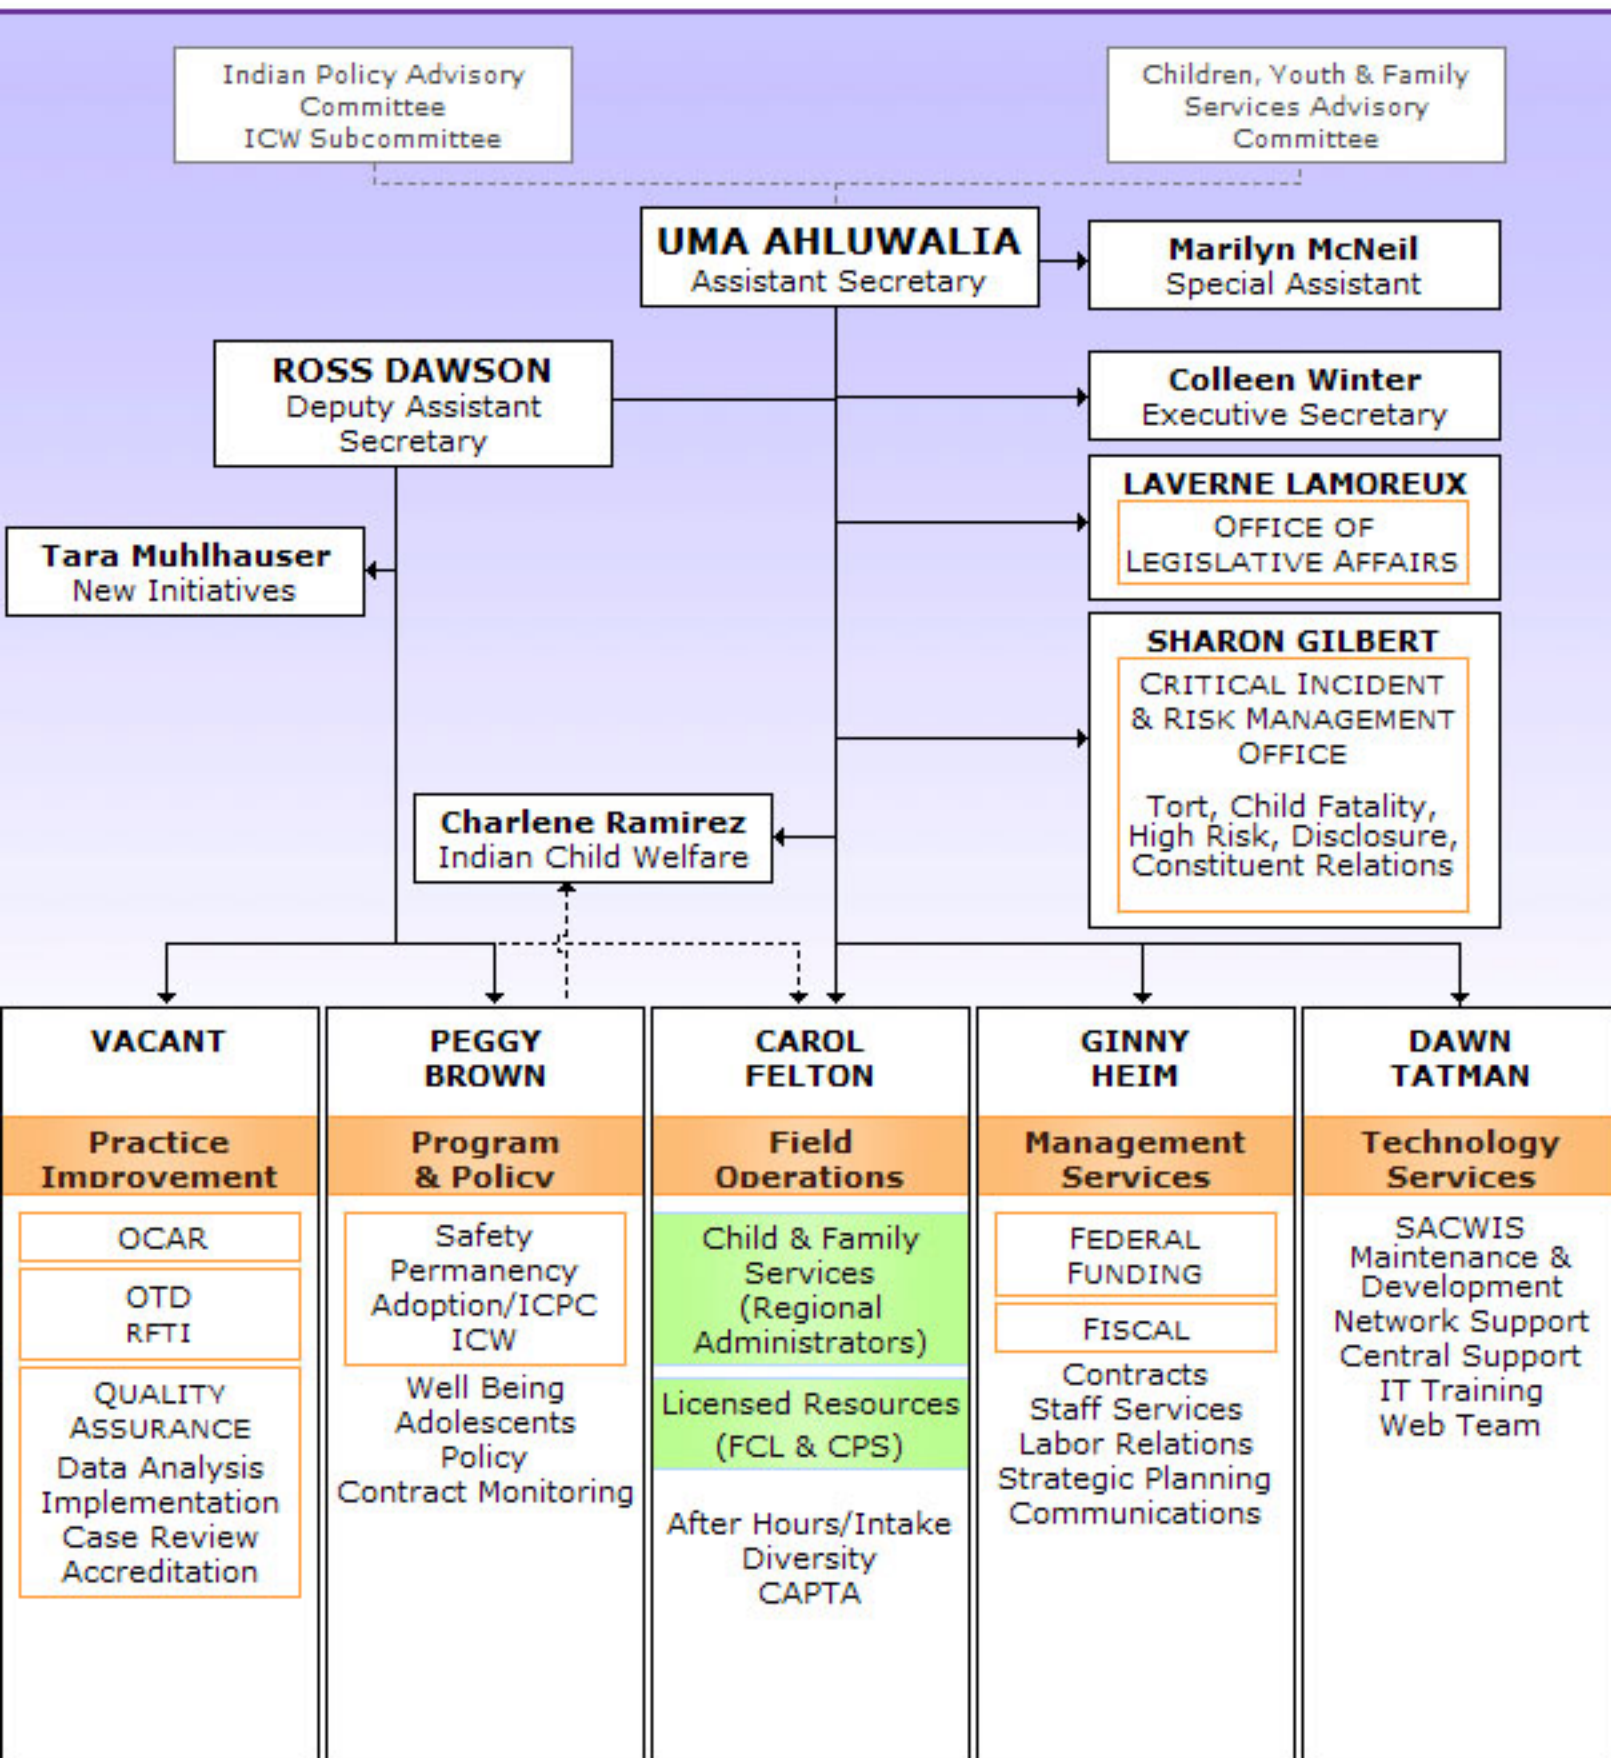 Indian Policy Advisory
Committee
ICW Subcommittee
Children, Youth & Family
Services Advisory
Committee
UMA AHLUWALIA
Assistant Secretary
Marilyn McNeil
Special Assistant
ROSS DAWSON
Deputy Assistant
Secretary
Colleen Winter
Executive Secretary
LAVERNE LAMOREUX
OFFICE OF
LEGISLATIVE AFFAIRS
Tara Muhlhauser
New Initiatives
SHARON GILBERT
CRITICAL INCIDENT
& RISK MANAGEMENT
OFFICE
Tort, Child Fatality,
High Risk, Disclosure,
Constituent Relations
Charlene Ramirez
Indian Child Welfare
VACANT
Practice
Improvement
OCAR
OTD
RFTI
QUALITY
ASSURANCE
Data Analysis
Implementation
Case Review
Accreditation
PEGGY
BROWN
Program
& Policy
Safety
Permanency
Adoption/ICPC
ICW
Well Being
Adolescents
Policy
Contract Monitoring
CAROL
FELTON
Field
Operations
Child & Family
Services
(Regional
Administrators)
Licensed Resources
(FCL & CPS)
After Hours/Intake
Diversity
CAPTA
GINNY
HEIM
Management
Services
FEDERAL
FUNDING
FISCAL
Contracts
Staff Services
Labor Relations
Strategic Planning
Communications
DAWN
TATMAN
Technology
Services
SACWIS
Maintenance &
Development
Network Support
Central Support
IT Training
Web Team